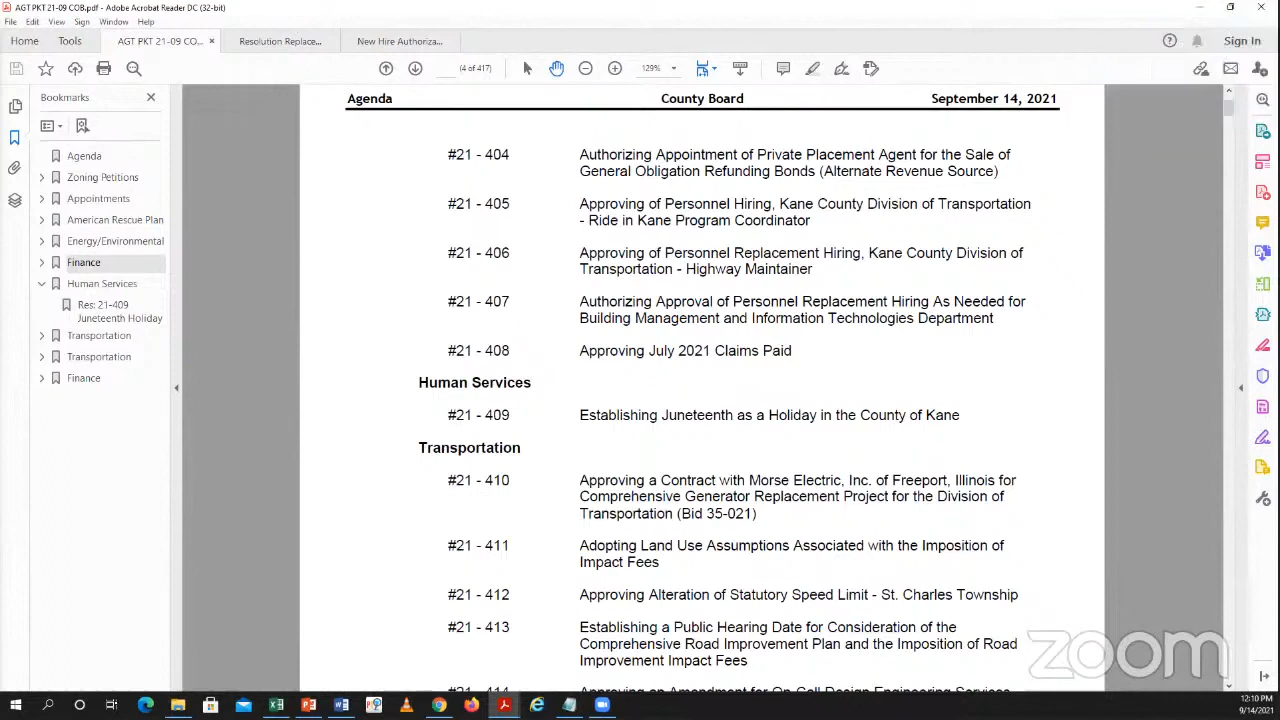 AGT PKT 21-09 COB.pdf - Adobe Acrobat Reader DC (32-bit)
File Edit View Sign Window Help
Home Tools AGT PKT 21-09 CO... × Resolution Replace... New Hire Authoriza... Sign In
(4 of 417) 129%
Bookmarks
Agenda
Zoning Petitions
Appointments
American Rescue Plan
Energy/Environmental
Finance
Human Services
Res: 21-409
Juneteenth Holiday
Transportation
Transportation
Finance
Agenda County Board September 14, 2021
#21 - 404 Authorizing Appointment of Private Placement Agent for the Sale of
General Obligation Refunding Bonds (Alternate Revenue Source)
#21 - 405 Approving of Personnel Hiring, Kane County Division of Transportation
- Ride in Kane Program Coordinator
#21 - 406 Approving of Personnel Replacement Hiring, Kane County Division of
Transportation - Highway Maintainer
#21 - 407 Authorizing Approval of Personnel Replacement Hiring As Needed for
Building Management and Information Technologies Department
#21 - 408 Approving July 2021 Claims Paid
Human Services
#21 - 409 Establishing Juneteenth as a Holiday in the County of Kane
Transportation
#21 - 410 Approving a Contract with Morse Electric, Inc. of Freeport, Illinois for
Comprehensive Generator Replacement Project for the Division of
Transportation (Bid 35-021)
#21 - 411 Adopting Land Use Assumptions Associated with the Imposition of
Impact Fees
#21 - 412 Approving Alteration of Statutory Speed Limit - St. Charles Township
#21 - 413 Establishing a Public Hearing Date for Consideration of the
Comprehensive Road Improvement Plan and the Imposition of Road
Improvement Impact Fees
#21 - 414 Approving an Amendment for On-Call Design Engineering Services
zoom
12:10 PM
9/14/2021